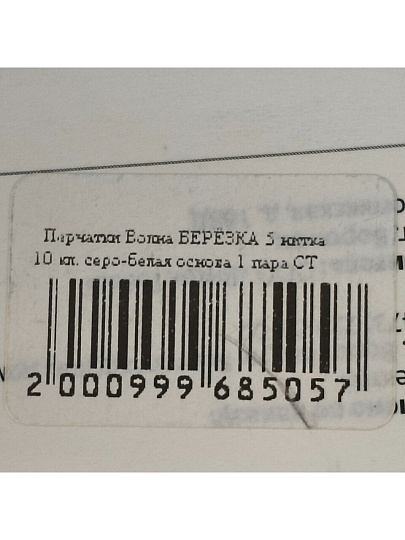 Перчатки Волна БЕРЁЗКА 5 нитка
10 кл. серо-белая основа 1 пара СТ
2 000999 685057